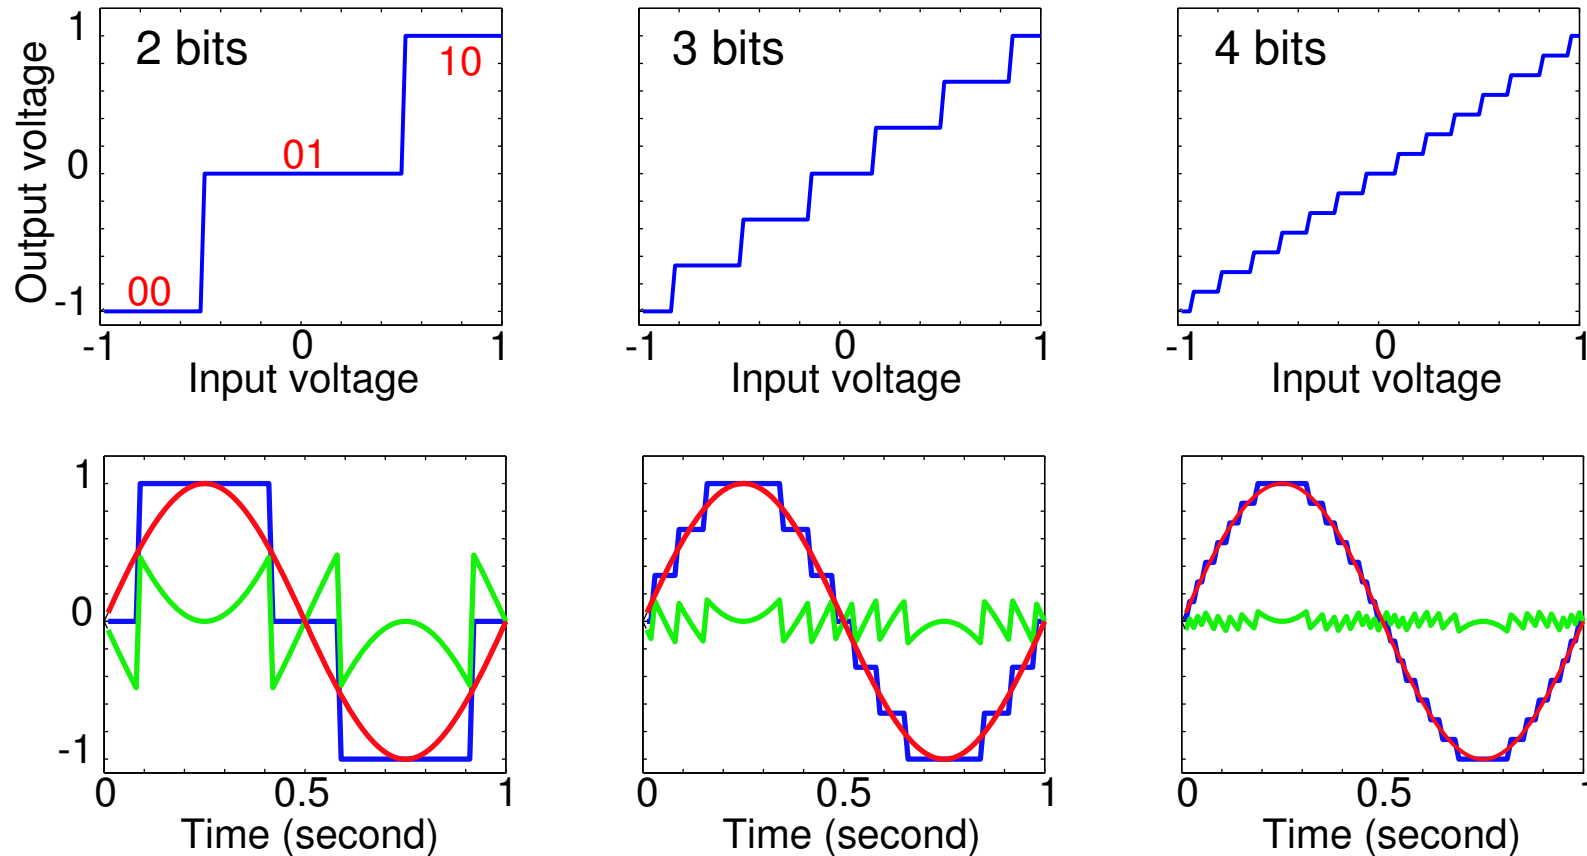 2 bits
3 bits
4 bits
1
0
-1
Output voltage
00
01
10
-1 0 1
Input voltage
-1 0 1
Input voltage
-1 0 1
Input voltage
1
0
-1
0 0.5 1
Time (second)
0 0.5 1
Time (second)
0 0.5 1
Time (second)